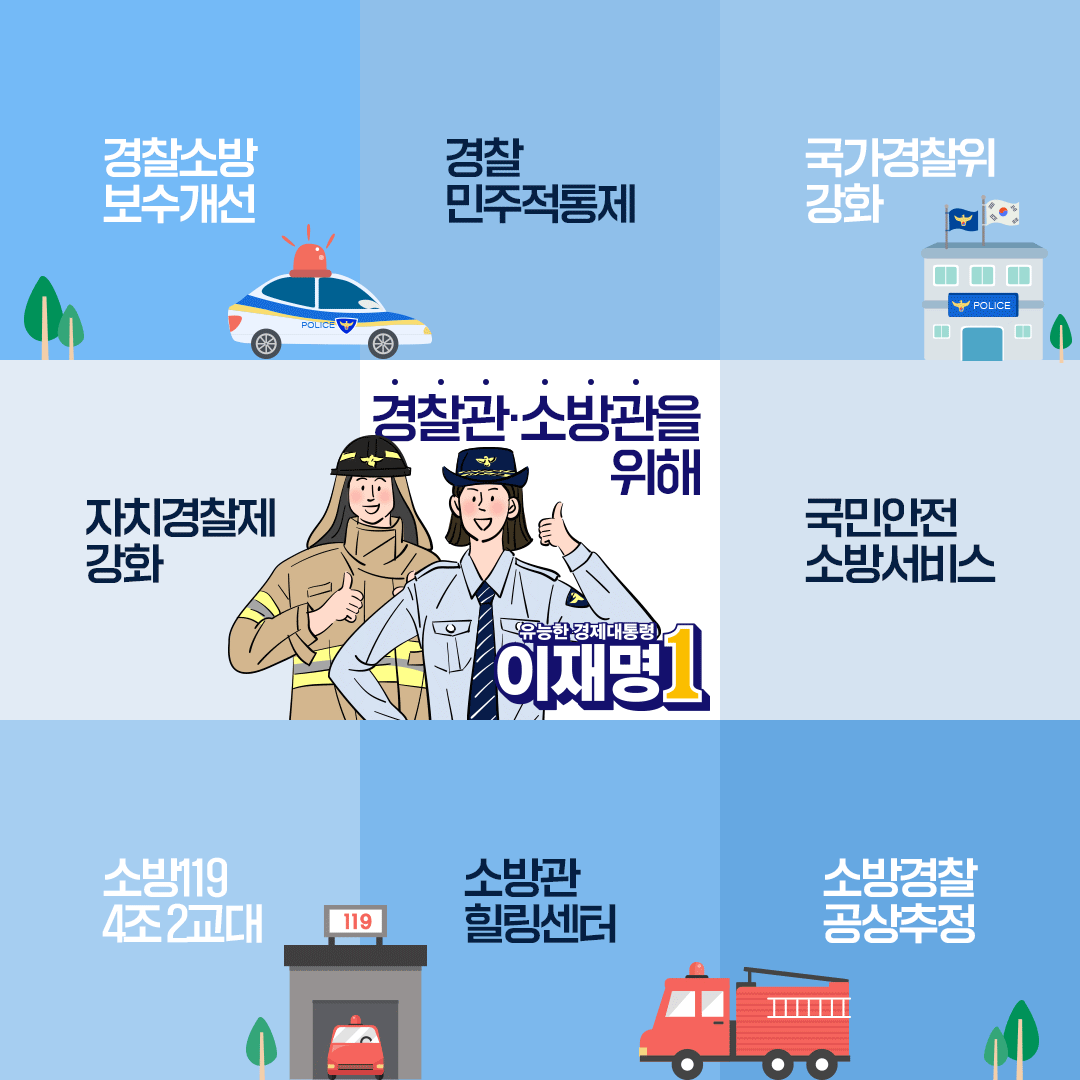 경찰소방
보수개선
경찰
민주적통제
국가경찰위
강화
POLICE
POLICE
경찰관·소방관을
위해
자치경찰제
강화
국민안전
소방서비스
유능한 경제대통령
이재명1
소방119
4조 2교대
119
소방관
힐링센터
소방경찰
공상추정